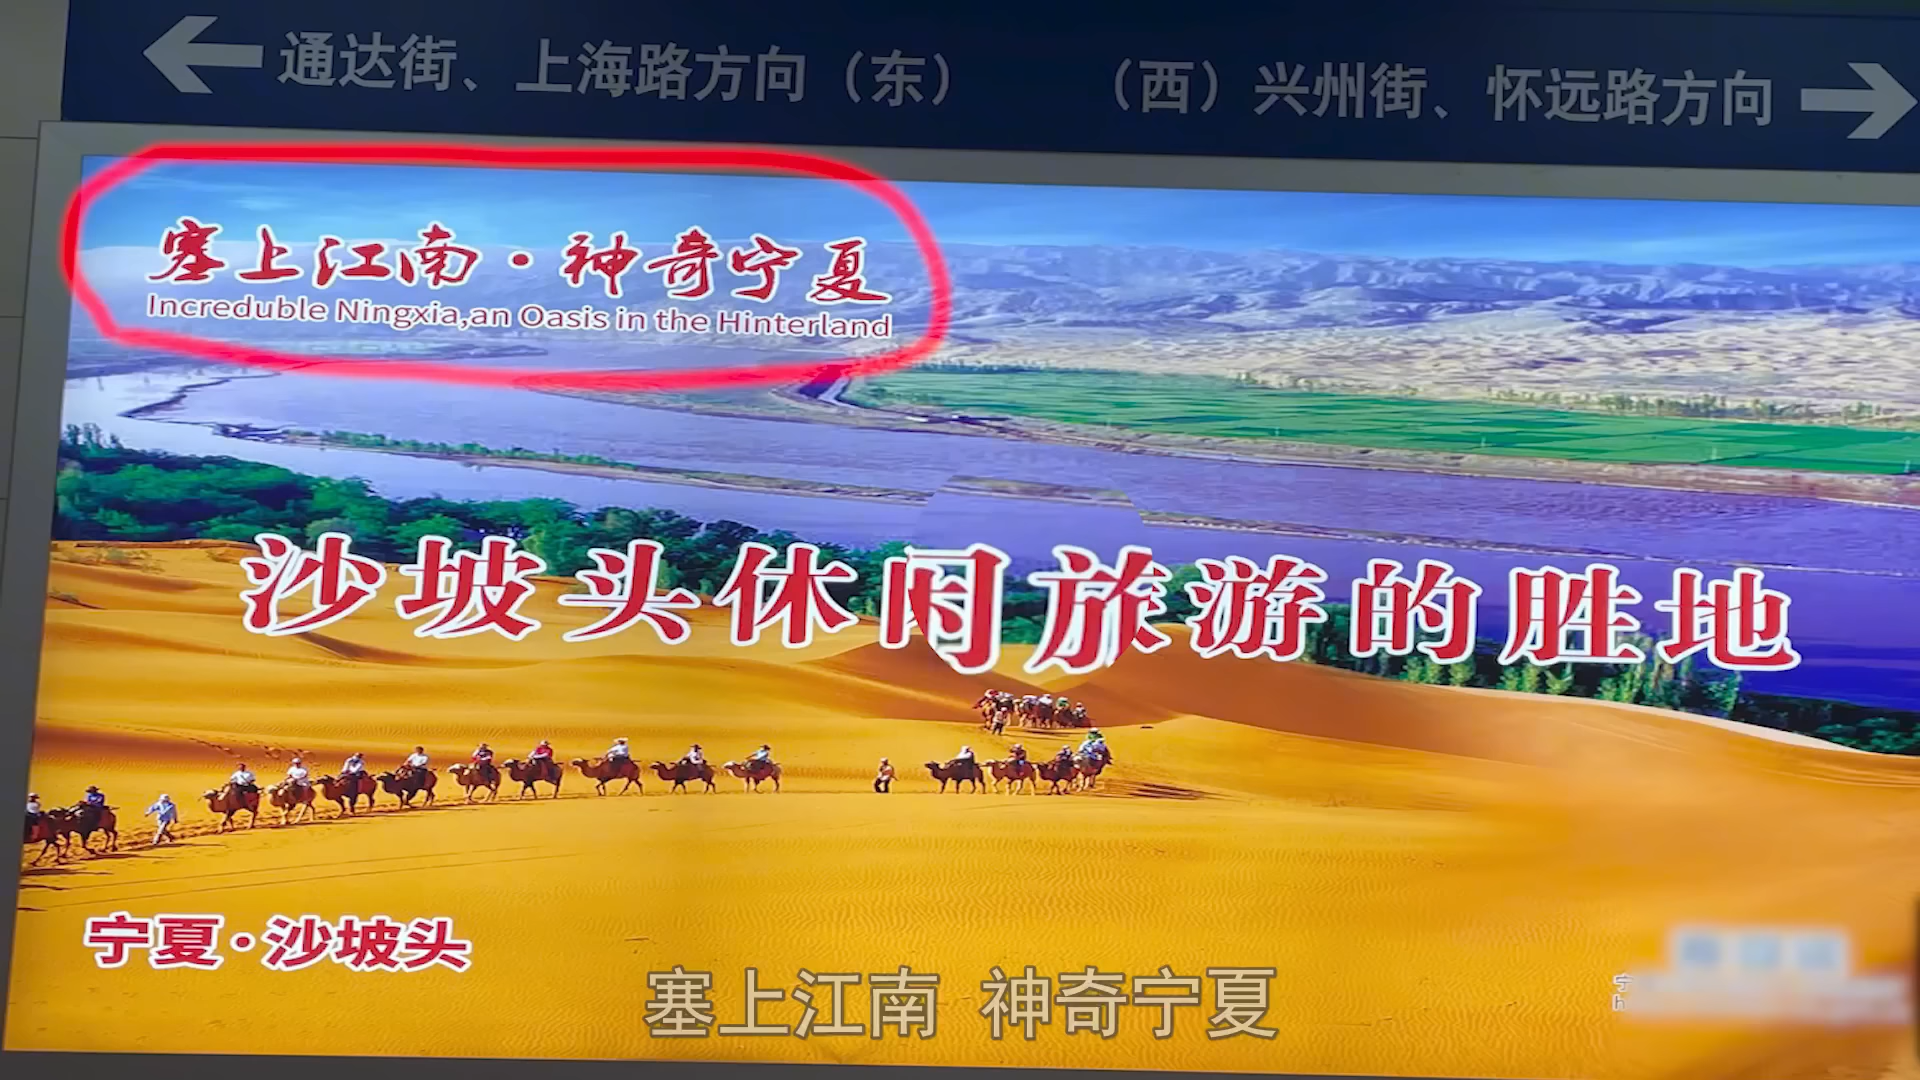 通达街、上海路方向（东）
（西）兴州街、怀远路方向
塞上江南·神奇宁夏
Increduble Ningxia,an Oasis in the Hinterland
沙坡头休闲旅游的胜地
宁夏·沙坡头
塞上江南 神奇宁夏